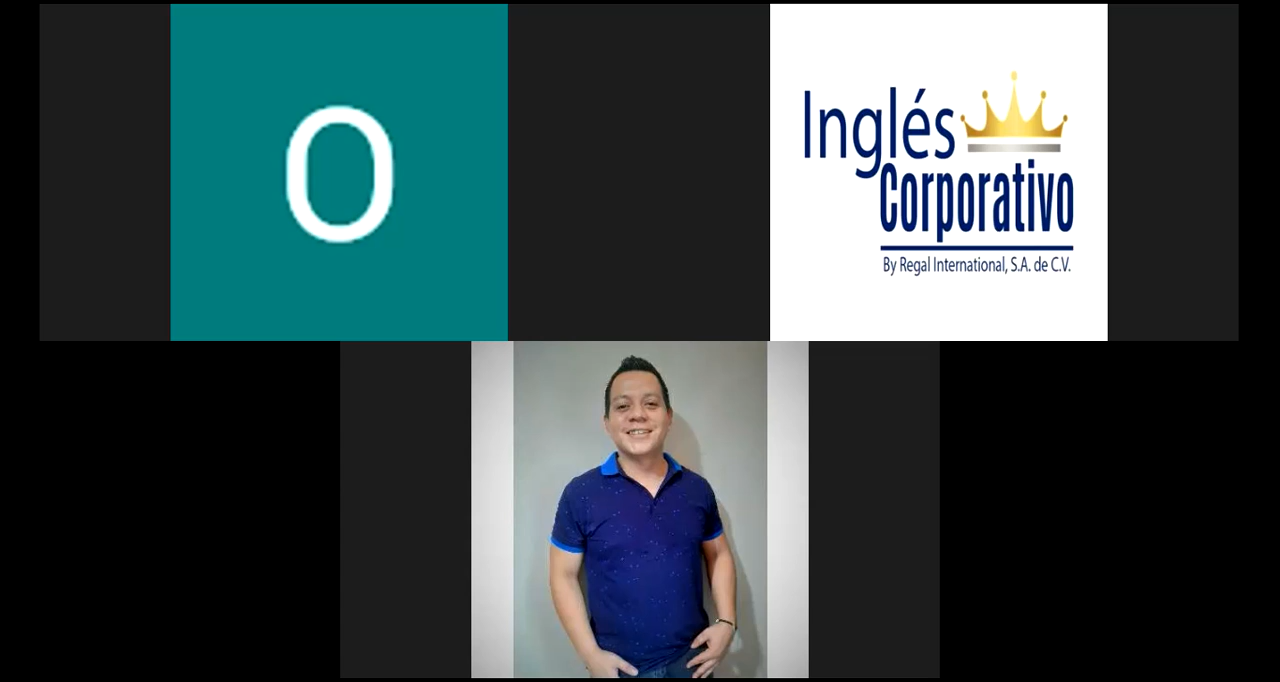 O
Inglés
Corporativo
By Regal International, S.A. de C.V.